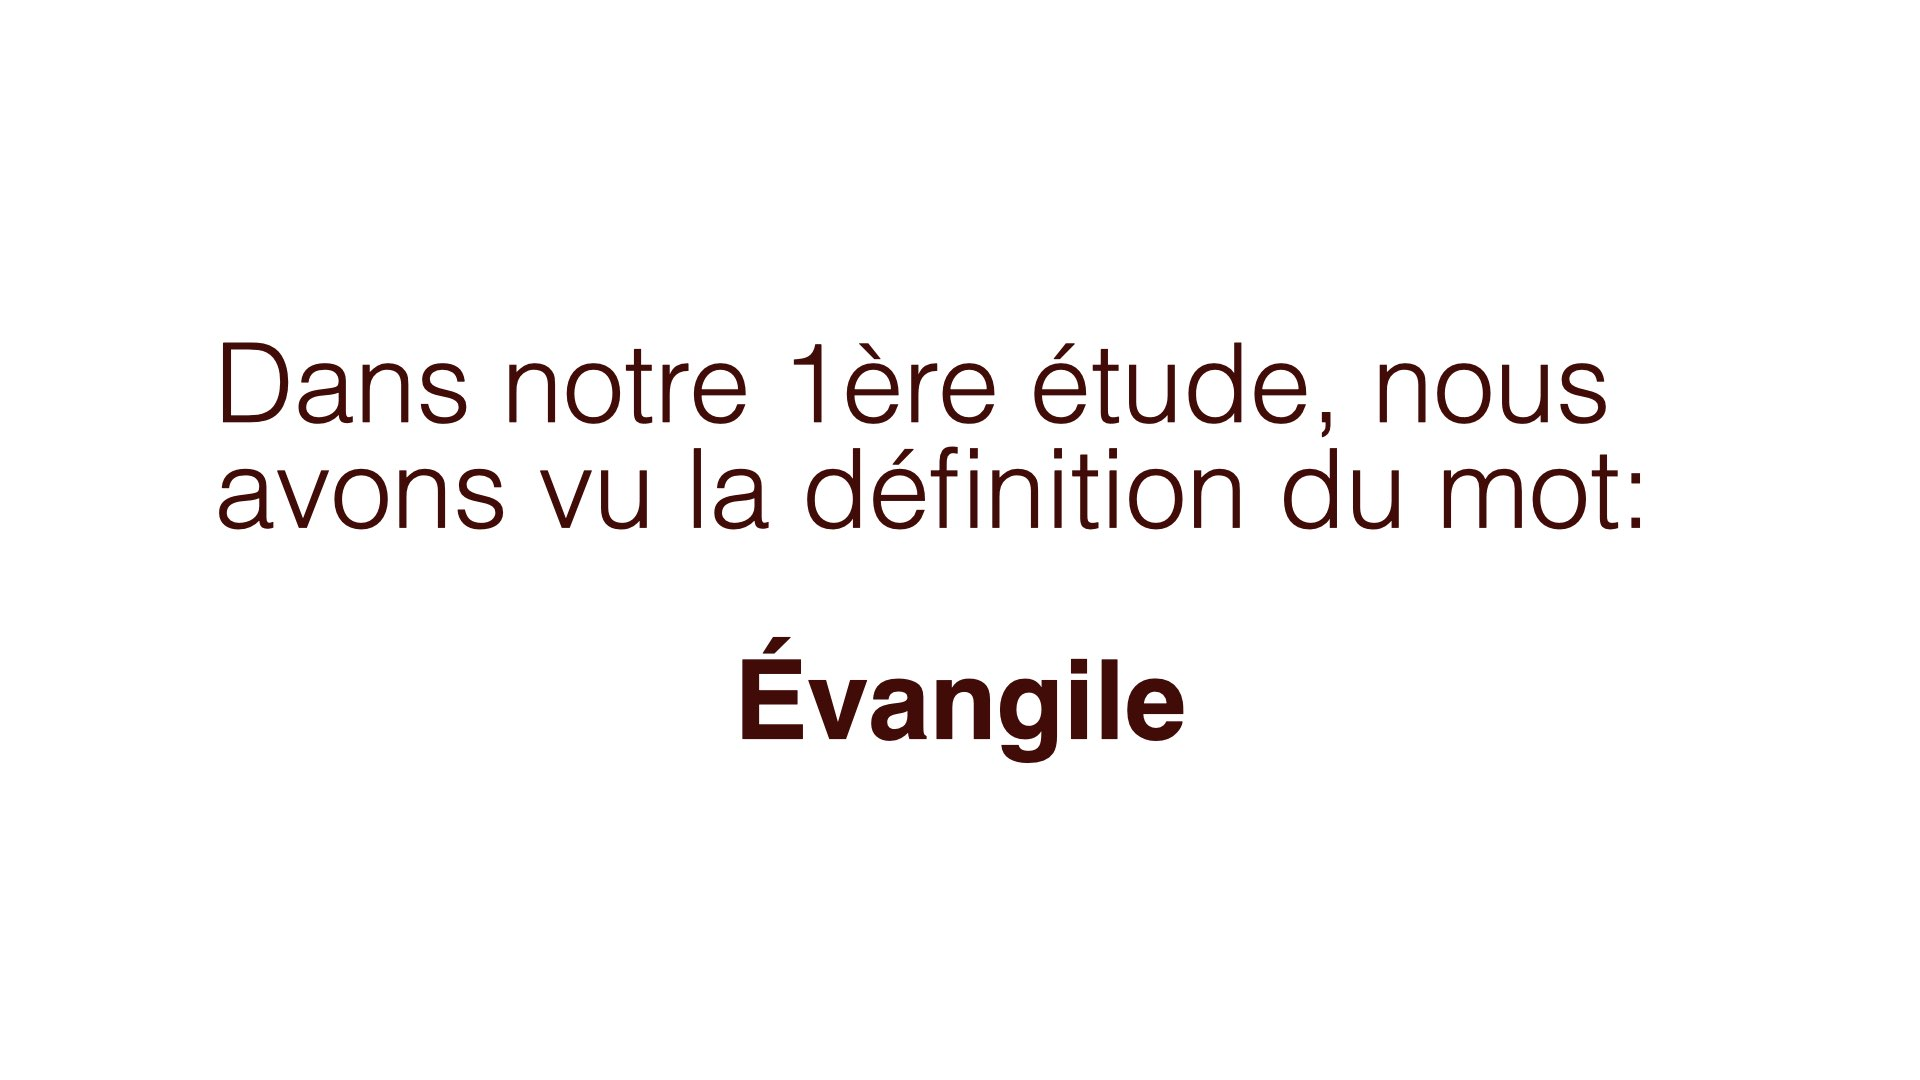 Dans notre 1ère étude, nous
avons vu la définition du mot:
Évangile